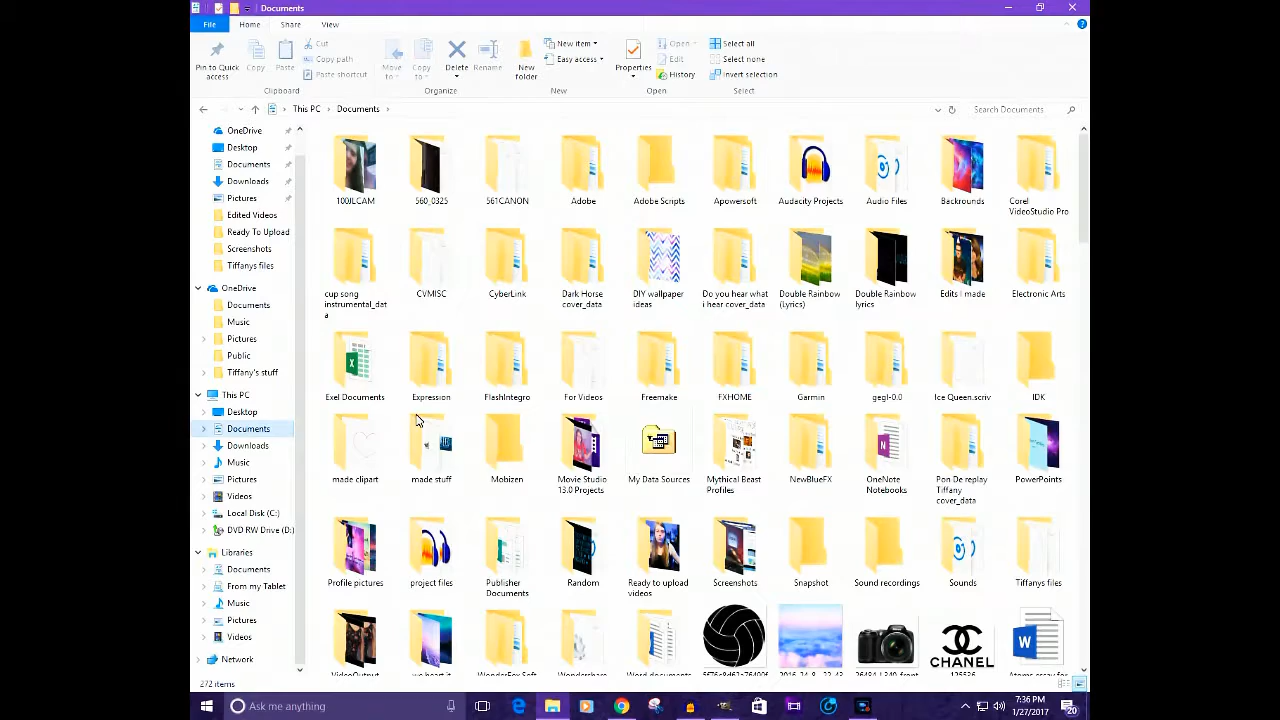 Documents
File
Home
Share
View
Pin to Quick access
Copy
Paste
Cut
Copy path
Paste shortcut
Move to
Copy to
Delete
Rename
New folder
New item
Easy access
Properties
Open
Edit
History
Select all
Select none
Invert selection
Clipboard
Organize
New
Open
Select
This PC
Documents
Search Documents
OneDrive
Desktop
Documents
Downloads
Pictures
Edited Videos
Ready To Upload
Screenshots
Tiffanys files
OneDrive
Documents
Music
Pictures
Public
Tiffany's stuff
This PC
Desktop
Documents
Downloads
Music
Pictures
Videos
Local Disk (C:)
DVD RW Drive (D:)
Libraries
Documents
From my Tablet
Music
Pictures
Videos
Network
100JLCAM
560_0325
561CANON
Adobe
Adobe Scripts
Apowersoft
Audacity Projects
Audio Files
Backrounds
Corel VideoStudio Pro
cup song instrumental_data
CVMISC
CyberLink
Dark Horse cover_data
DIY wallpaper ideas
Do you hear what i hear cover_data
Double Rainbow (Lyrics)
Double Rainbow lyrics
Edits I made
Electronic Arts
Exel Documents
Expression
FlashIntegro
For Videos
Freemake
FXHOME
Garmin
gegl-0.0
Ice Queen.scriv
IDK
made clipart
made stuff
Mobizen
Movie Studio 13.0 Projects
My Data Sources
Mythical Beast Profiles
NewBlueFX
OneNote Notebooks
Pon De replay Tiffany cover_data
PowerPoints
Profile pictures
project files
Publisher Documents
Random
Ready to upload videos
Screenshots
Snapshot
Sound recordings
Sounds
Tiffanys files
CHANEL
272 items
Ask me anything
7:36 PM
1/27/2017
20